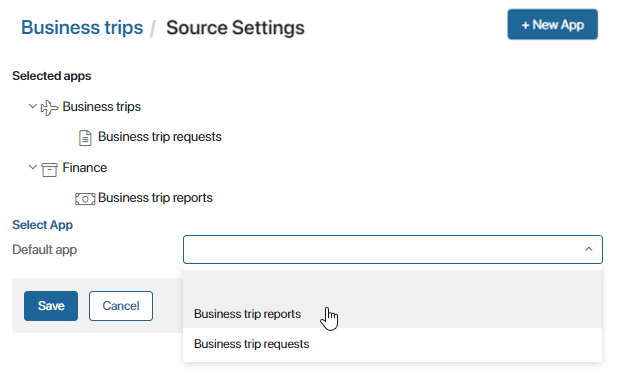 Business trips / Source Settings
+ New App
Selected apps
Business trips
Business trip requests
Finance
Business trip reports
Select App
Default app
Save
Cancel
Business trip reports
Business trip requests